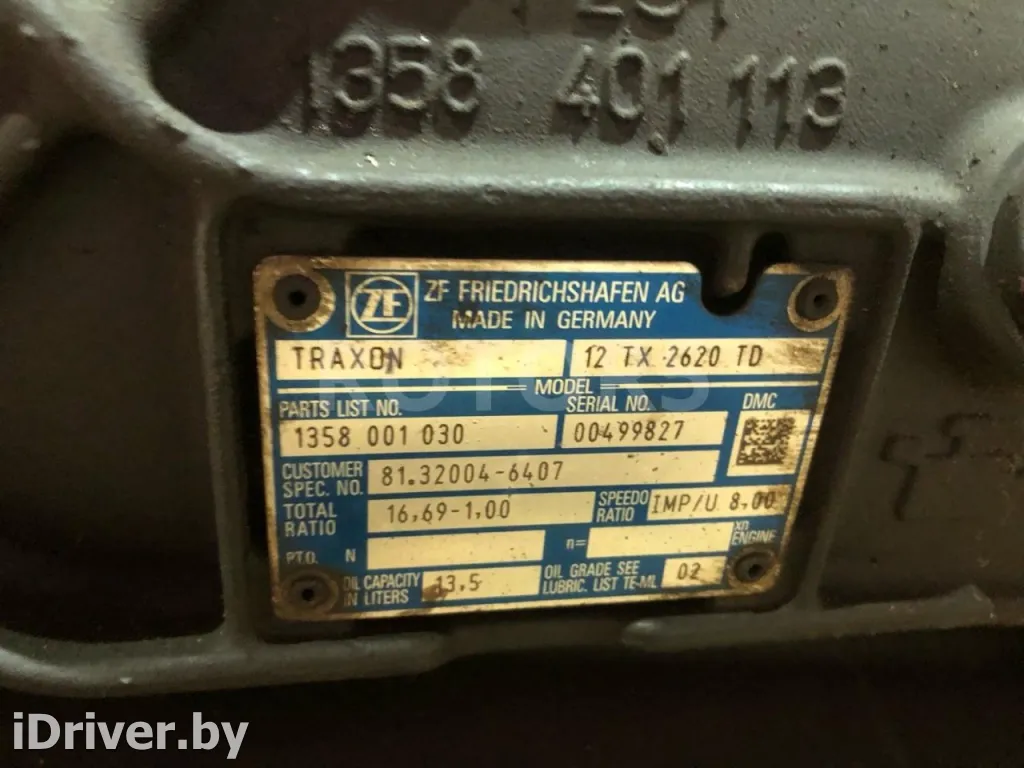 1358 401 113
ZF ZF FRIEDRICHSHAFEN AG
MADE IN GERMANY
TRAXON 12 TX 2620 TD
MODEL
PARTS LIST NO. SERIAL NO. DMC
1358 001 030 00499827
CUSTOMER SPEC. NO. 81.32004-6407
TOTAL RATIO 16,69-1,00 SPEEDO RATIO IMP/U 8,00
P.T.O. N n= xn ENGINE
OIL CAPACITY IN LITERS 13,5 OIL GRADE SEE LUBRIC. LIST TE-ML 02
ROTORS
iDriver.by